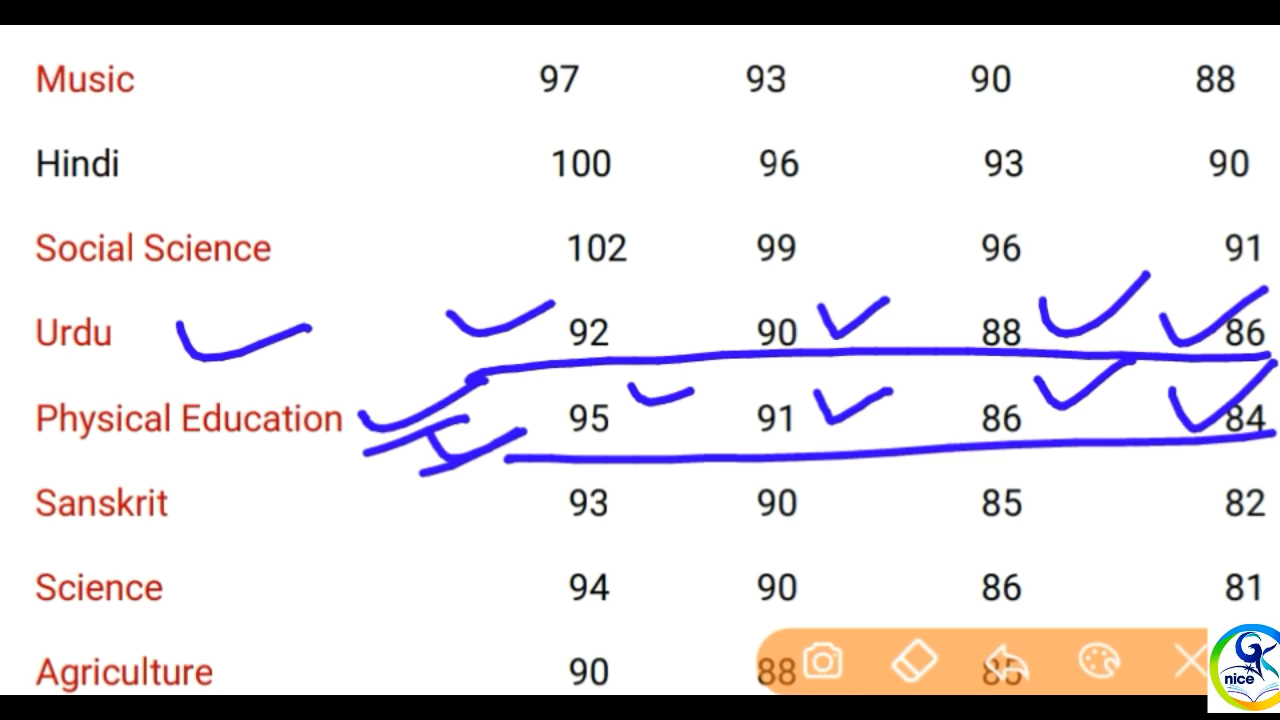 Music 97 93 90 88
Hindi 100 96 93 90
Social Science 102 99 96 91
Urdu 92 90 88 86
Physical Education 95 91 86 84
Sanskrit 93 90 85 82
Science 94 90 86 81
Agriculture 90 88 85
nice